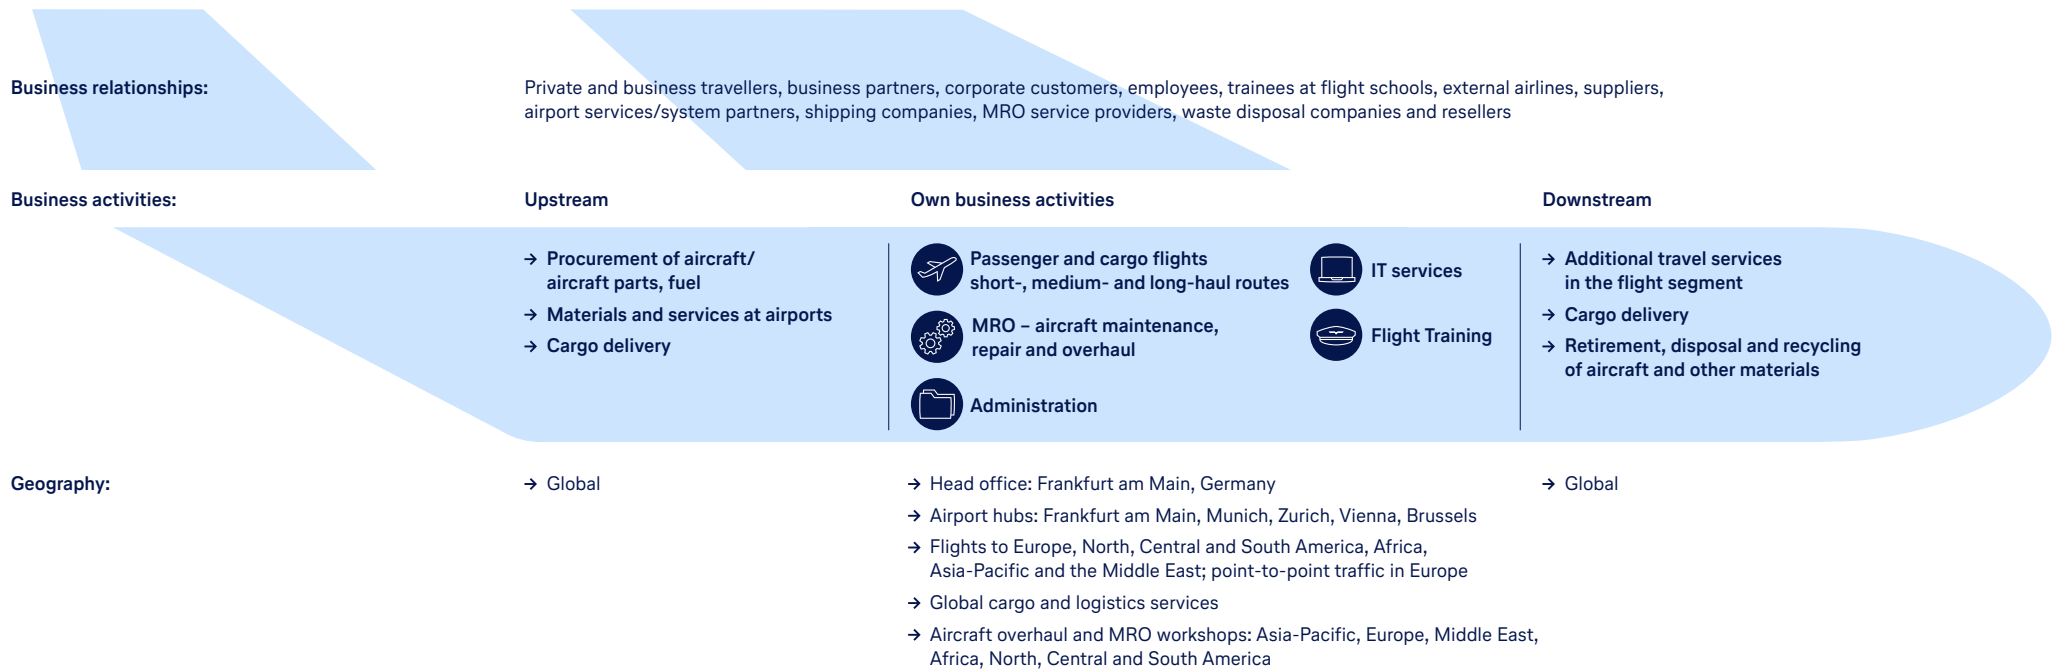 Business relationships:
Private and business travellers, business partners, corporate customers, employees, trainees at flight schools, external airlines, suppliers,
airport services/system partners, shipping companies, MRO service providers, waste disposal companies and resellers
Business activities:
Upstream
→ Procurement of aircraft/
aircraft parts, fuel
→ Materials and services at airports
→ Cargo delivery
Own business activities
Passenger and cargo flights
short-, medium- and long-haul routes
MRO – aircraft maintenance,
repair and overhaul
Administration
IT services
Flight Training
Downstream
→ Additional travel services
in the flight segment
→ Cargo delivery
→ Retirement, disposal and recycling
of aircraft and other materials
Geography:
→ Global
→ Head office: Frankfurt am Main, Germany
→ Airport hubs: Frankfurt am Main, Munich, Zurich, Vienna, Brussels
→ Flights to Europe, North, Central and South America, Africa,
Asia-Pacific and the Middle East; point-to-point traffic in Europe
→ Global cargo and logistics services
→ Aircraft overhaul and MRO workshops: Asia-Pacific, Europe, Middle East,
Africa, North, Central and South America
→ Global